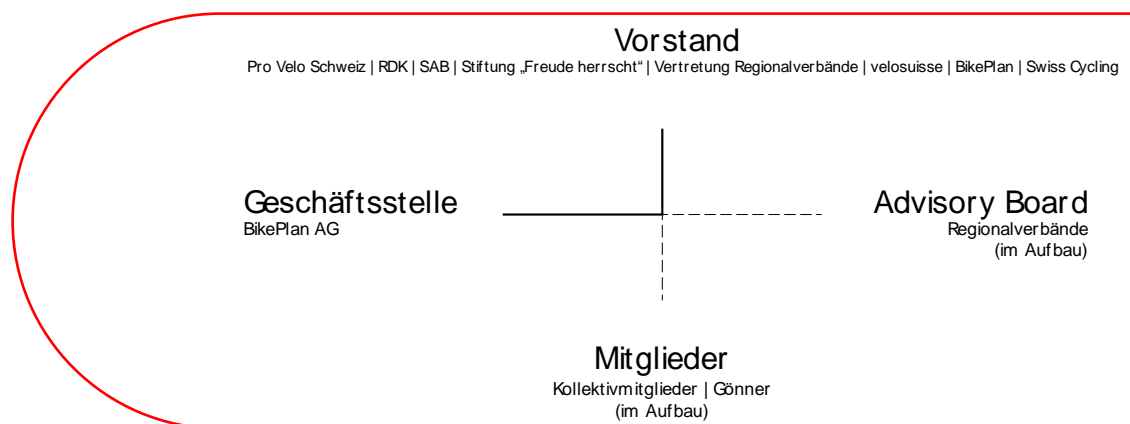 Vorstand
Pro Velo Schweiz | RDK | SAB | Stiftung „Freude herrscht“ | Vertretung Regionalverbände | velosuisse | BikePlan | Swiss Cycling
Geschäftsstelle
BikePlan AG
Advisory Board
Regionalverbände
(im Aufbau)
Mitglieder
Kollektivmitglieder | Gönner
(im Aufbau)